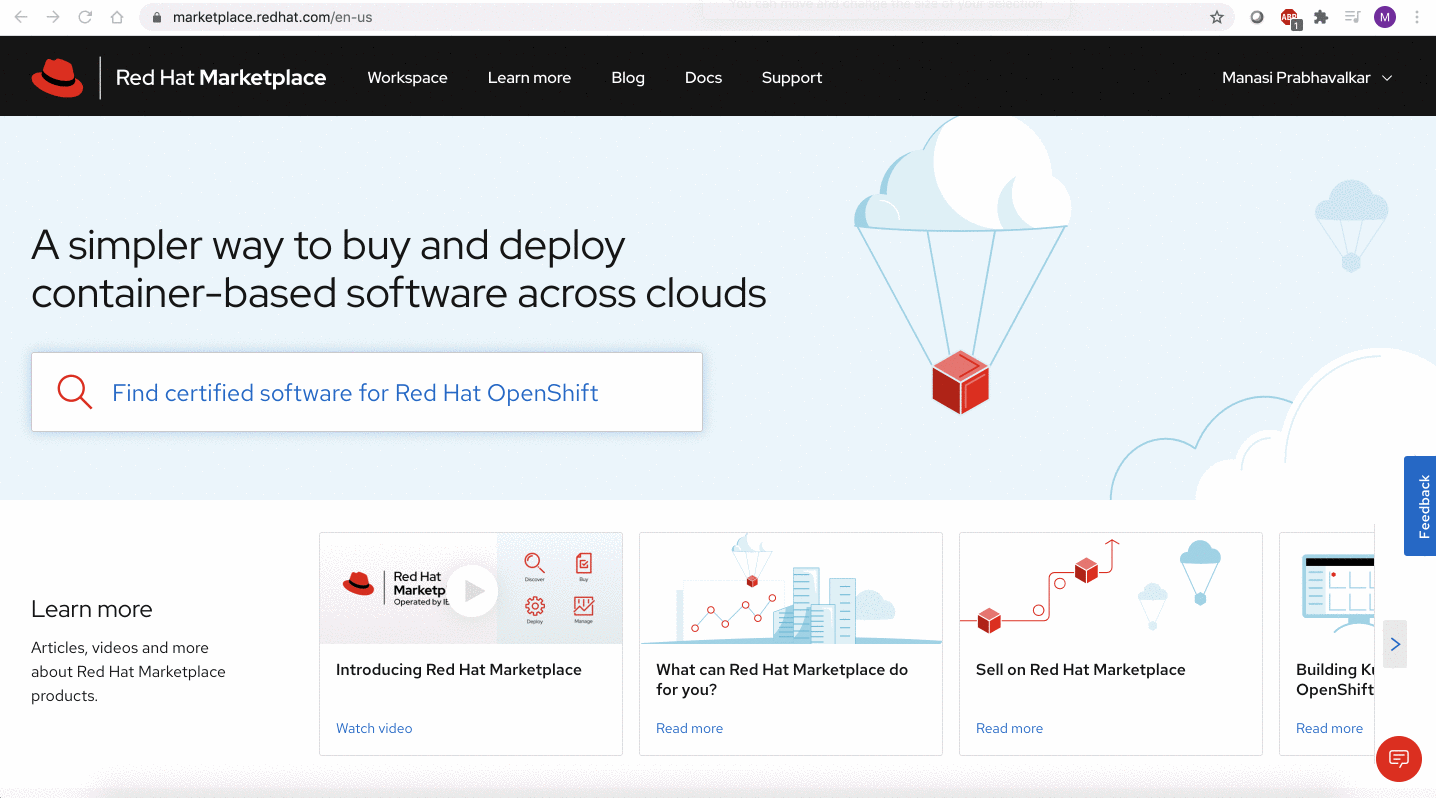 You can move and change the size of your selection
marketplace.redhat.com/en-us
ABP
1
M
Red Hat Marketplace
Workspace
Learn more
Blog
Docs
Support
Manasi Prabhavalkar
A simpler way to buy and deploy
container-based software across clouds
Find certified software for Red Hat OpenShift
Feedback
Learn more
Articles, videos and more
about Red Hat Marketplace
products.
Red Hat
Marketp
Operated by IB
Discover
Buy
Deploy
Manage
Introducing Red Hat Marketplace
Watch video
What can Red Hat Marketplace do
for you?
Read more
Sell on Red Hat Marketplace
Read more
Building Ku
OpenShift
Read more